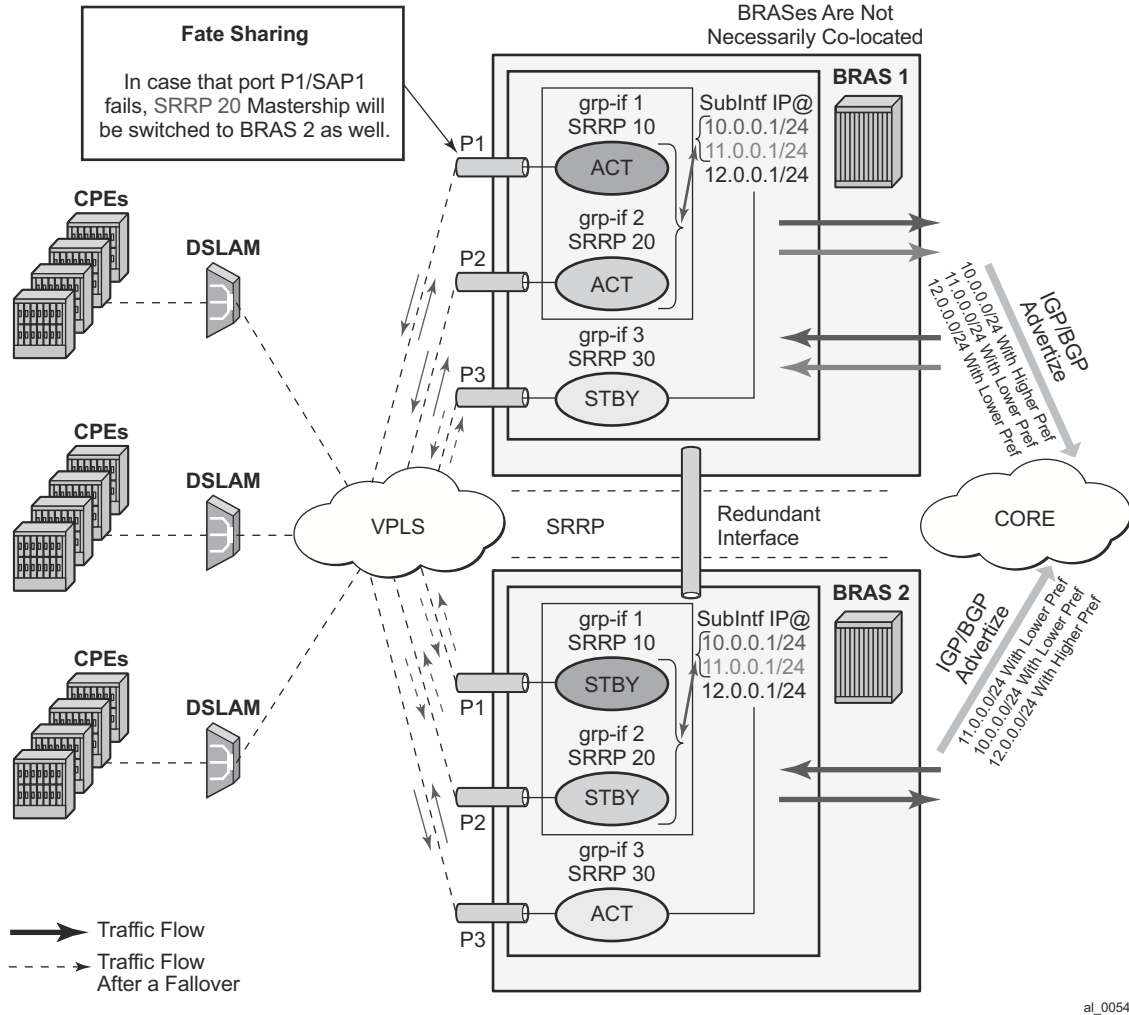 BRASes Are Not
Necessarily Co-located
Fate Sharing
In case that port P1/SAP1
fails, SRRP 20 Mastership will
be switched to BRAS 2 as well.
BRAS 1
grp-if 1
SRRP 10
ACT
SubIntf IP@
10.0.0.1/24
11.0.0.1/24
12.0.0.1/24
P1
grp-if 2
SRRP 20
ACT
P2
grp-if 3
SRRP 30
STBY
P3
CPEs
DSLAM
CPEs
DSLAM
CPEs
DSLAM
VPLS
SRRP
Redundant
Interface
IGP/BGP
Advertize
10.0.0.0/24 With Higher Pref
11.0.0.0/24 With Lower Pref
12.0.0.0/24 With Lower Pref
CORE
BRAS 2
grp-if 1
SRRP 10
STBY
SubIntf IP@
10.0.0.1/24
11.0.0.1/24
12.0.0.1/24
P1
grp-if 2
SRRP 20
STBY
P2
grp-if 3
SRRP 30
ACT
P3
IGP/BGP
Advertize
11.0.0.0/24 With Lower Pref
10.0.0.0/24 With Lower Pref
12.0.0.0/24 With Higher Pref
Traffic Flow
Traffic Flow
After a Fallover
al_0054